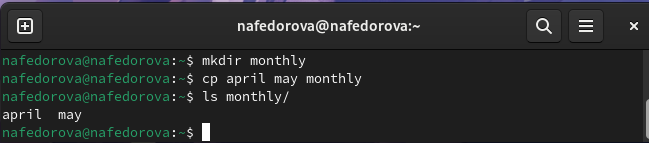 nafedorova@nafedorova:~
nafedorova@nafedorova:~$ mkdir monthly
nafedorova@nafedorova:~$ cp april may monthly
nafedorova@nafedorova:~$ ls monthly/
april  may
nafedorova@nafedorova:~$